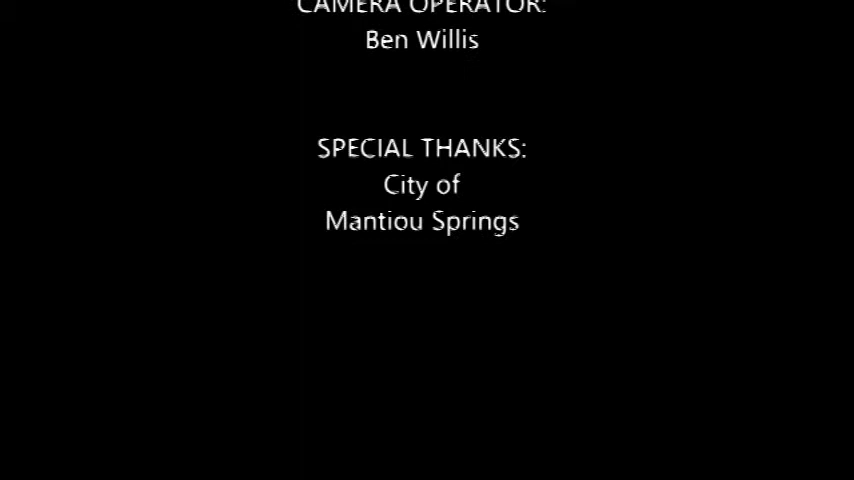 CAMERA OPERATOR:
Ben Willis
SPECIAL THANKS:
City of
Mantiou Springs